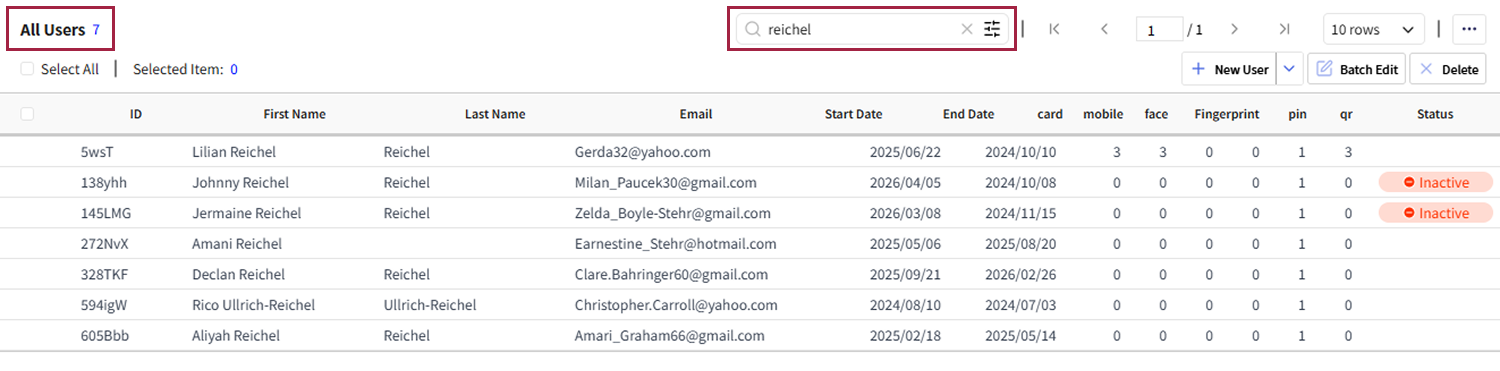 All Users 7 reichel 1 / 1 10 rows ...
Select All Selected Item: 0 New User Batch Edit Delete
ID First Name Last Name Email Start Date End Date card mobile face Fingerprint pin qr Status
5wsT Lilian Reichel Reichel Gerda32@yahoo.com 2025/06/22 2024/10/10 3 3 0 0 1 3
138yhh Johnny Reichel Reichel Milan_Paucek30@gmail.com 2026/04/05 2024/10/08 0 0 0 0 1 0 Inactive
145LMG Jermaine Reichel Reichel Zelda_Boyle-Stehr@gmail.com 2026/03/08 2024/11/15 0 0 0 0 1 0 Inactive
272NvX Amani Reichel Earnestine_Stehr@hotmail.com 2025/05/06 2025/08/20 0 0 0 0 1 0
328TKF Declan Reichel Reichel Clare.Bahringer60@gmail.com 2025/09/21 2026/02/26 0 0 0 0 1 0
594igW Rico Ullrich-Reichel Ullrich-Reichel Christopher.Carroll@yahoo.com 2024/08/10 2024/07/03 0 0 0 0 1 0
605Bbb Aliyah Reichel Reichel Amari_Graham66@gmail.com 2025/02/18 2025/05/14 0 0 0 0 1 0